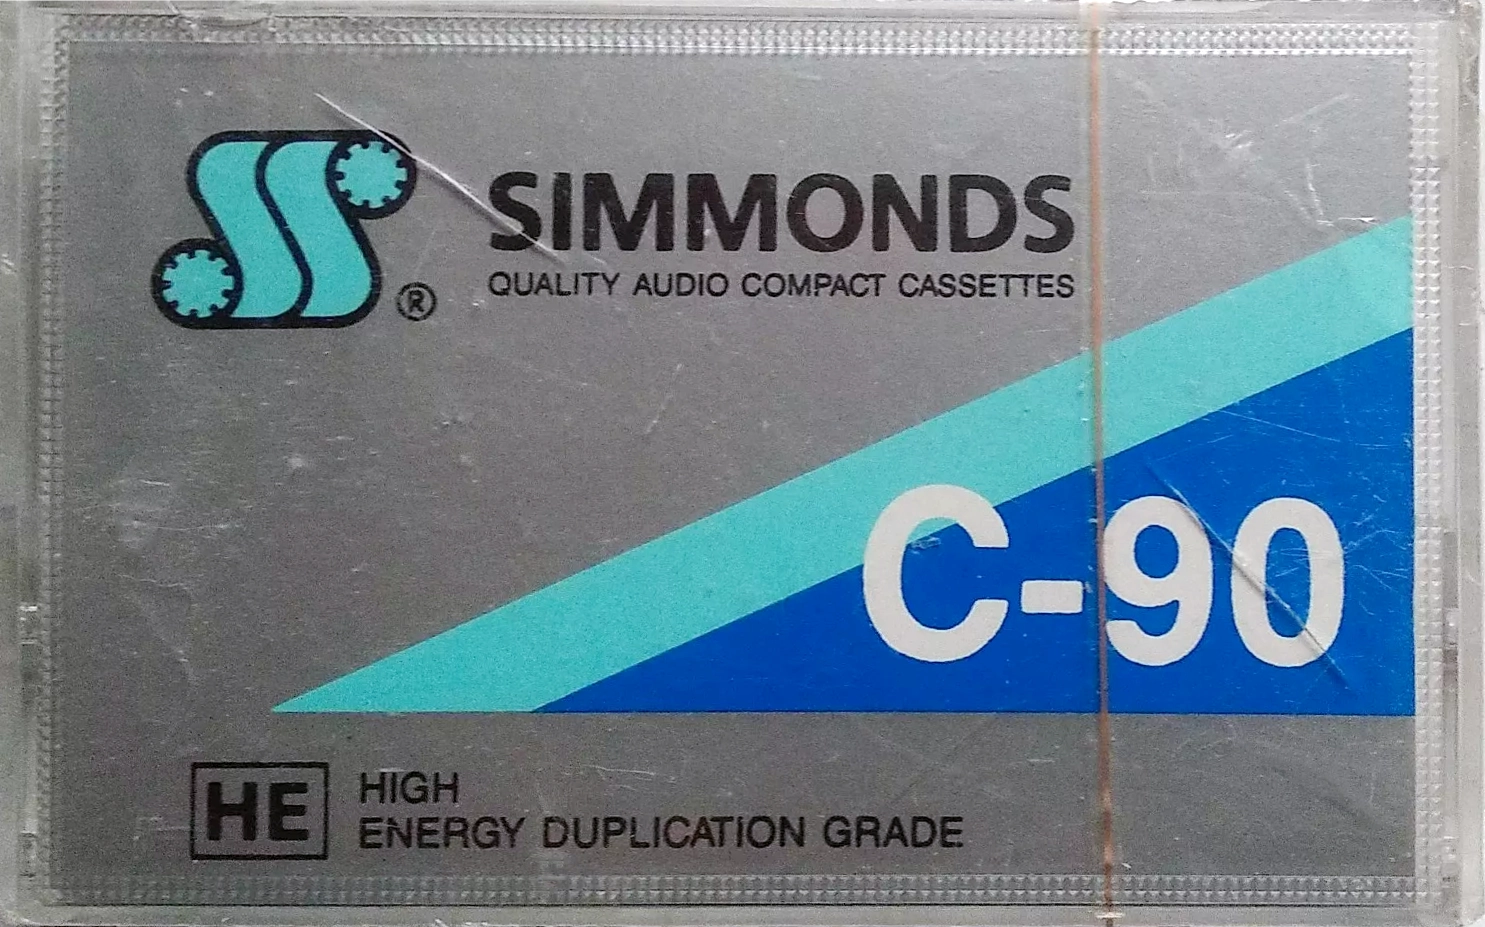 ®
SIMMONDS
QUALITY AUDIO COMPACT CASSETTES
C-90
HE
HIGH
ENERGY DUPLICATION GRADE